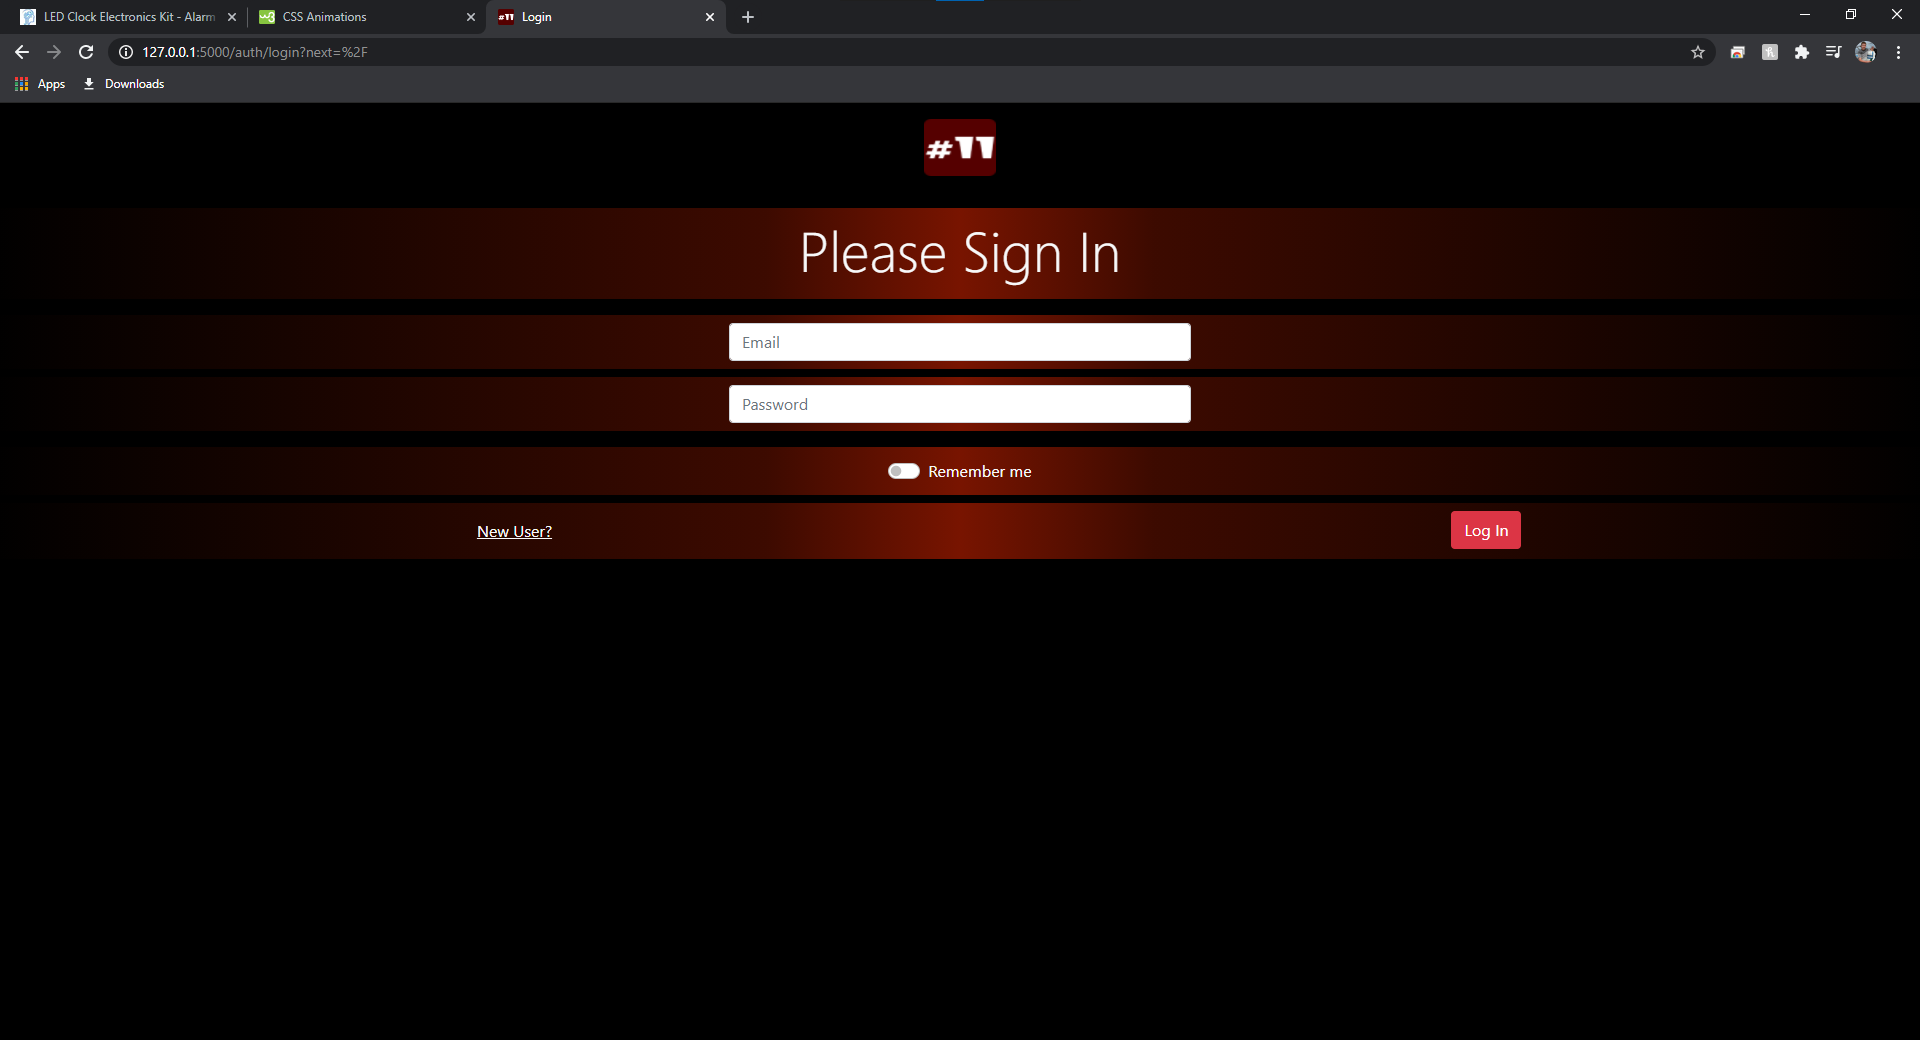 LED Clock Electronics Kit - Alarm
CSS Animations
#11 Login
127.0.0.1:5000/auth/login?next=%2F
Apps
Downloads
#11
Please Sign In
Email
Password
Remember me
New User?
Log In